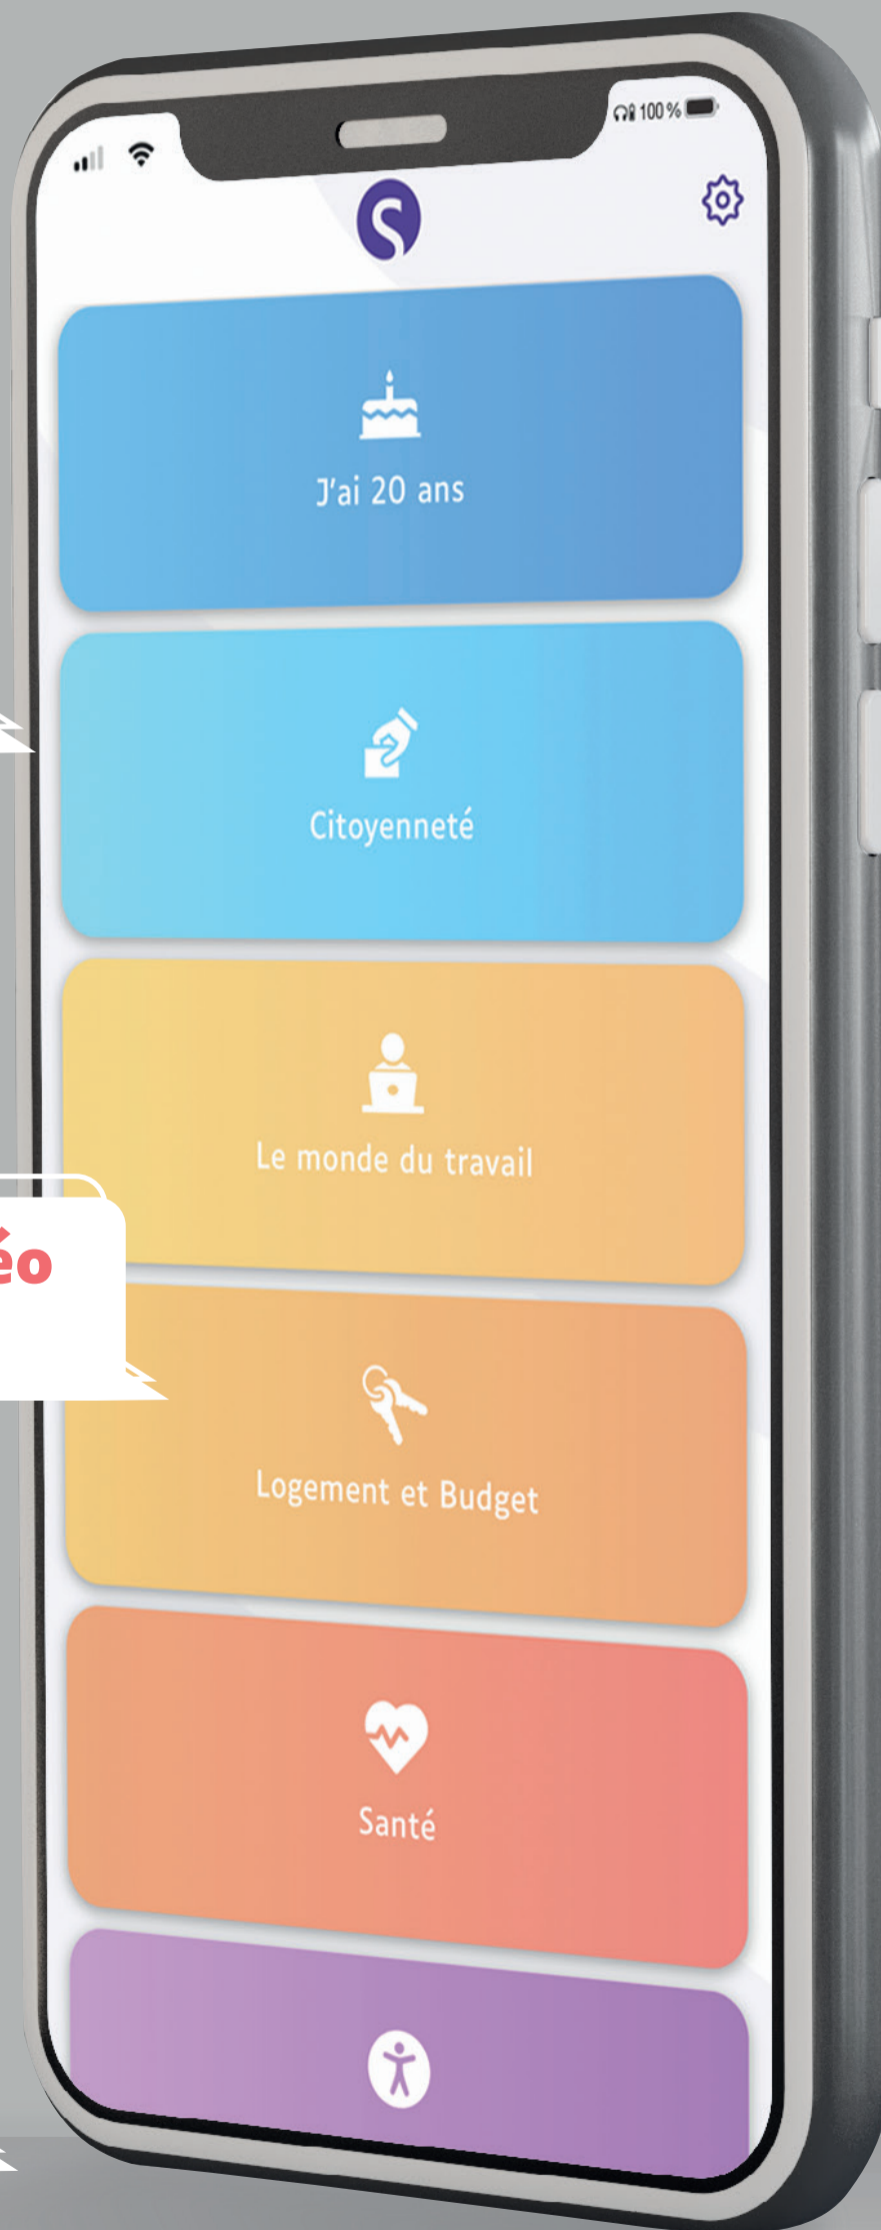 100 %
J'ai 20 ans
Citoyenneté
Le monde du travail
éo
Logement et Budget
Santé